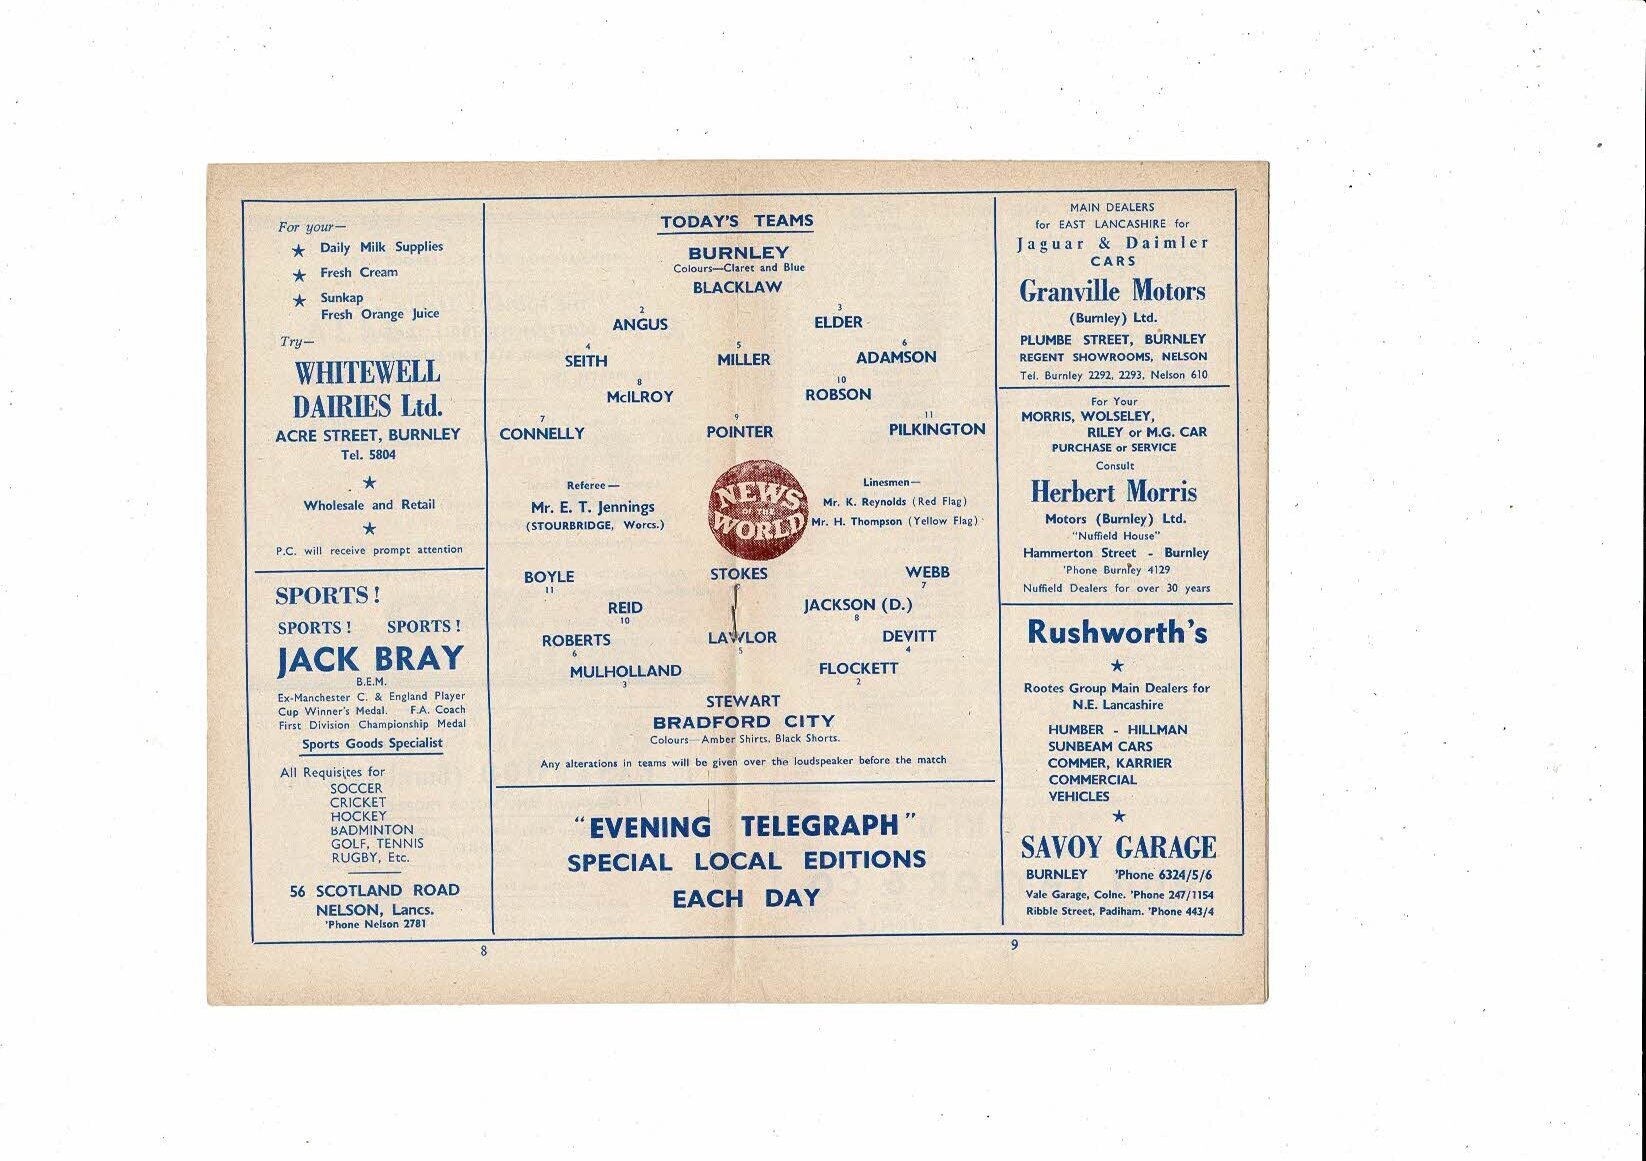 For your—
★ Daily Milk Supplies
★ Fresh Cream
★ Sunkap
Fresh Orange Juice
Try—
WHITEWELL
DAIRIES Ltd.
ACRE STREET, BURNLEY
Tel. 5804
★
Wholesale and Retail
★
P.C. will receive prompt attention
SPORTS!
SPORTS! SPORTS!
JACK BRAY
B.E.M.
Ex-Manchester C. & England Player
Cup Winner's Medal. F.A. Coach
First Division Championship Medal
Sports Goods Specialist
All Requisites for
SOCCER
CRICKET
HOCKEY
BADMINTON
GOLF, TENNIS
RUGBY, Etc.
56 SCOTLAND ROAD
NELSON, Lancs.
'Phone Nelson 2781
8
TODAY'S TEAMS
BURNLEY
Colours—Claret and Blue
BLACKLAW
2 3
ANGUS ELDER
4 5 6
SEITH MILLER ADAMSON
8 10
McILROY ROBSON
7 9 11
CONNELLY POINTER PILKINGTON
Referee—
Mr. E. T. Jennings
(STOURBRIDGE, Worcs.)
NEWS
OF THE
WORLD
Linesmen—
Mr. K. Reynolds (Red Flag)
Mr. H. Thompson (Yellow Flag)
BOYLE STOKES WEBB
11 7
REID JACKSON (D.)
10 8
ROBERTS LAWLOR DEVITT
6 5 4
MULHOLLAND FLOCKETT
3 2
STEWART
BRADFORD CITY
Colours—Amber Shirts, Black Shorts.
Any alterations in teams will be given over the loudspeaker before the match
"EVENING TELEGRAPH"
SPECIAL LOCAL EDITIONS
EACH DAY
MAIN DEALERS
for EAST LANCASHIRE for
Jaguar & Daimler
CARS
Granville Motors
(Burnley) Ltd.
PLUMBE STREET, BURNLEY
REGENT SHOWROOMS, NELSON
Tel. Burnley 2292, 2293, Nelson 610
For Your
MORRIS, WOLSELEY,
RILEY or M.G. CAR
PURCHASE or SERVICE
Consult
Herbert Morris
Motors (Burnley) Ltd.
"Nuffield House"
Hammerton Street - Burnley
'Phone Burnley 4129
Nuffield Dealers for over 30 years
Rushworth's
★
Rootes Group Main Dealers for
N.E. Lancashire
HUMBER - HILLMAN
SUNBEAM CARS
COMMER, KARRIER
COMMERCIAL
VEHICLES
★
SAVOY GARAGE
BURNLEY 'Phone 6324/5/6
Vale Garage, Colne. 'Phone 247/1154
Ribble Street, Padiham. 'Phone 443/4
9